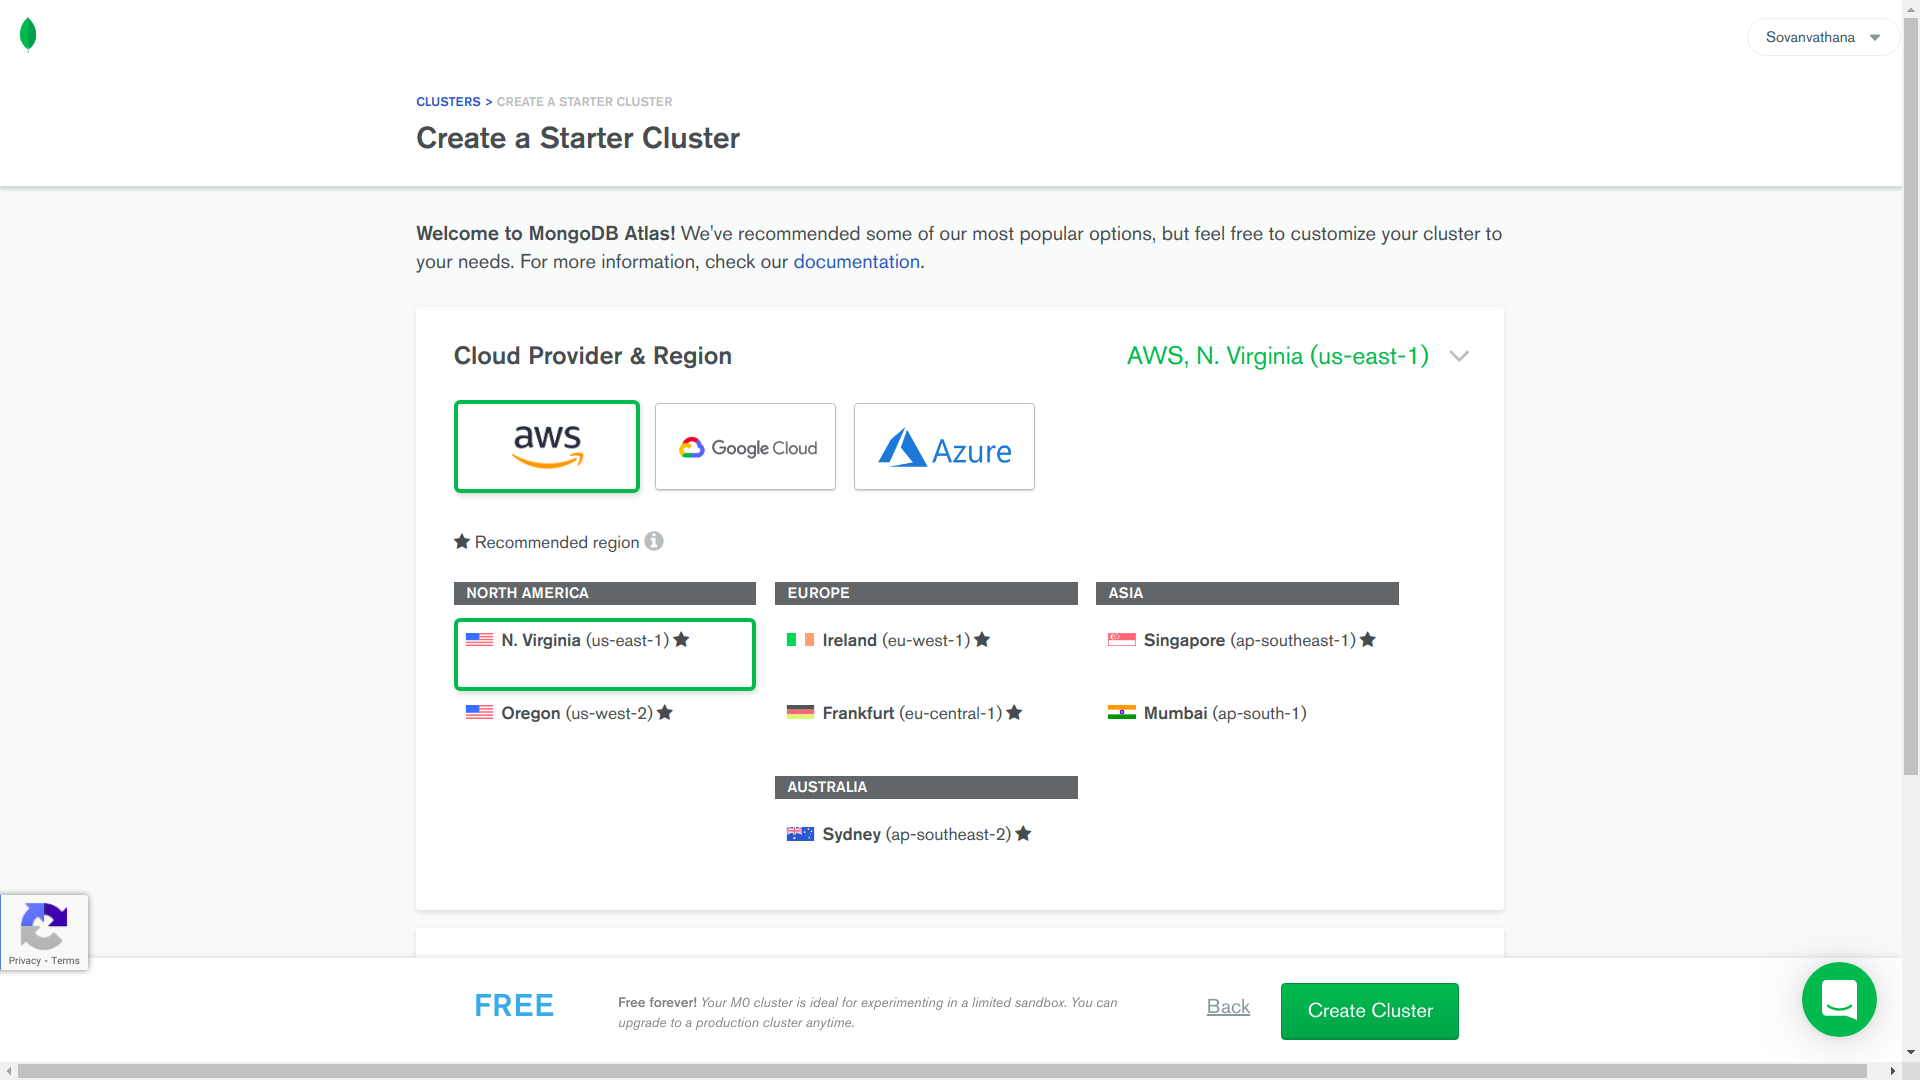 Sovanvathana
CLUSTERS > CREATE A STARTER CLUSTER
Create a Starter Cluster
Welcome to MongoDB Atlas! We've recommended some of our most popular options, but feel free to customize your cluster to
your needs. For more information, check our documentation.
Cloud Provider & Region
AWS, N. Virginia (us-east-1)
aws
Google Cloud
Azure
Recommended region
NORTH AMERICA
N. Virginia (us-east-1)
Oregon (us-west-2)
EUROPE
Ireland (eu-west-1)
Frankfurt (eu-central-1)
AUSTRALIA
Sydney (ap-southeast-2)
ASIA
Singapore (ap-southeast-1)
Mumbai (ap-south-1)
Privacy - Terms
FREE
Free forever! Your M0 cluster is ideal for experimenting in a limited sandbox. You can
upgrade to a production cluster anytime.
Back
Create Cluster